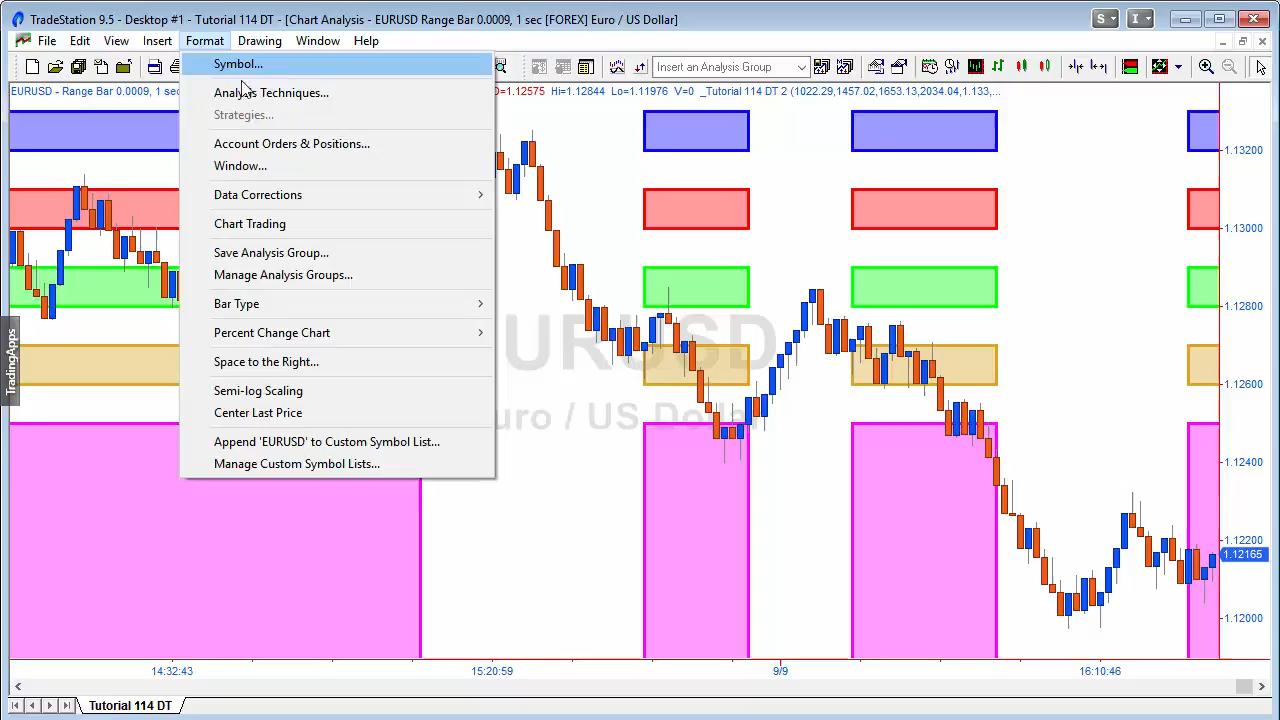 TradeStation 9.5 - Desktop #1 - Tutorial 114 DT - [Chart Analysis - EURUSD Range Bar 0.0009, 1 sec [FOREX] Euro / US Dollar]
S
I
File Edit View Insert Format Drawing Window Help
Insert an Analysis Group
EURUSD - Range Bar 0.0009, 1 sec
=1.12575 Hi=1.12844 Lo=1.11976 V=0 _Tutorial 114 DT 2 (1022.29,1457.02,1653.13,2034.04,1,133,...
Symbol...
Analysis Techniques...
Strategies...
Account Orders & Positions...
Window...
Data Corrections
Chart Trading
Save Analysis Group...
Manage Analysis Groups...
Bar Type
Percent Change Chart
Space to the Right...
Semi-log Scaling
Center Last Price
Append 'EURUSD' to Custom Symbol List...
Manage Custom Symbol Lists...
TradingApps
URUSD
Euro / US Dollar
1.13200
1.13000
1.12800
1.12600
1.12400
1.12200
1.12165
1.12000
14:32:43
15:20:59
9/9
16:10:46
Tutorial 114 DT